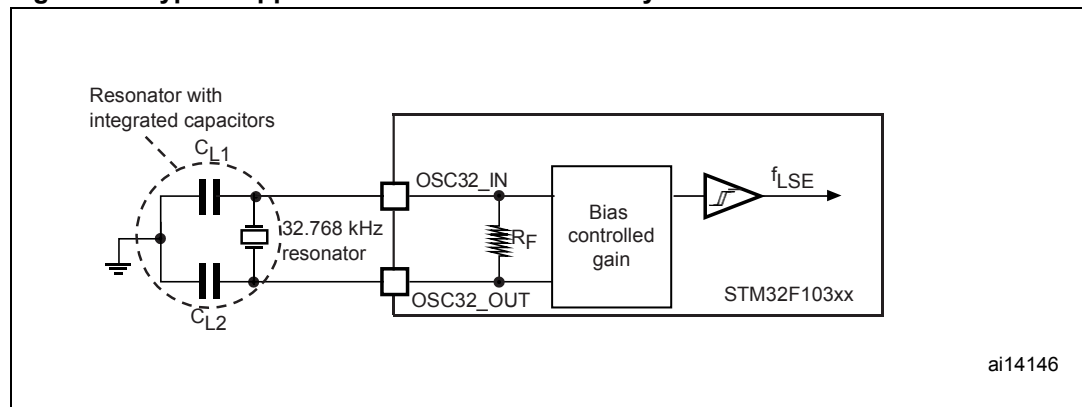 Resonator with
integrated capacitors
CL1
OSC32_IN
fLSE
32.768 kHz
resonator
RF
Bias
controlled
gain
STM32F103xx
OSC32_OUT
CL2
ai14146